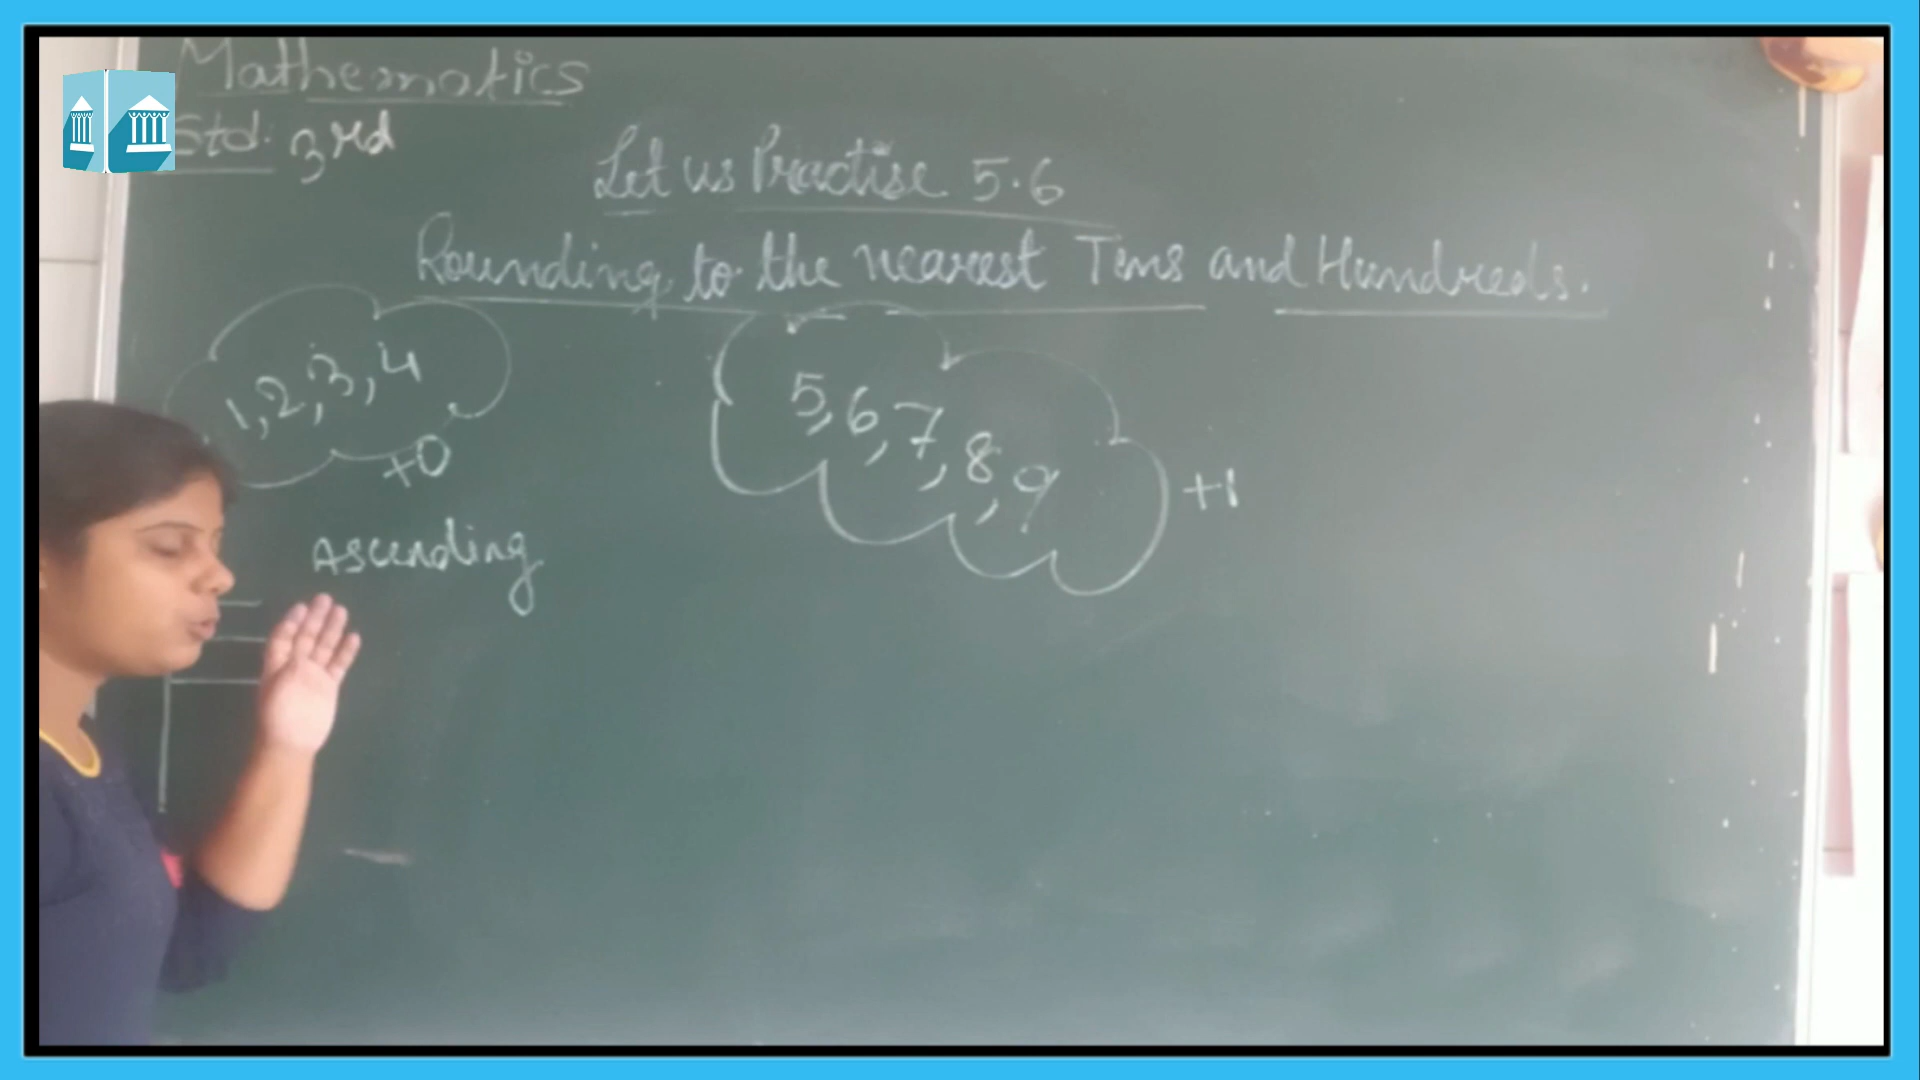 Mathematics
Std. 3rd
Let us Practise 5.6
Rounding to the nearest Tens and Hundreds.
1,2,3,4
+0
5,6,7,8,9
+1
Ascending